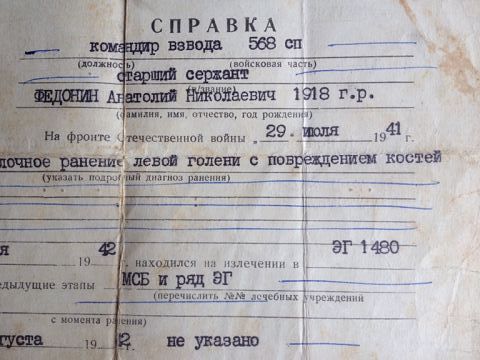 СПРАВКА
командир взвода 568 сп
(должность) (войсковая часть)
старший сержант
(в/звание)
ФЕДОНИН Анатолий Николаевич 1918 г.р.
(фамилия, имя, отчество, год рождения)
На фронте Отечественной войны 29. июля 1941 г.
лочное ранение левой голени с повреждением костей
(указать подробный диагноз ранения)
я 42 ЭГ 1480
19 г. находился на излечении в
МСБ и ряд ЭГ
едыдущие этапы
(перечислить №№ лечебных учреждений
с момента ранения)
густа 19 2 не указано